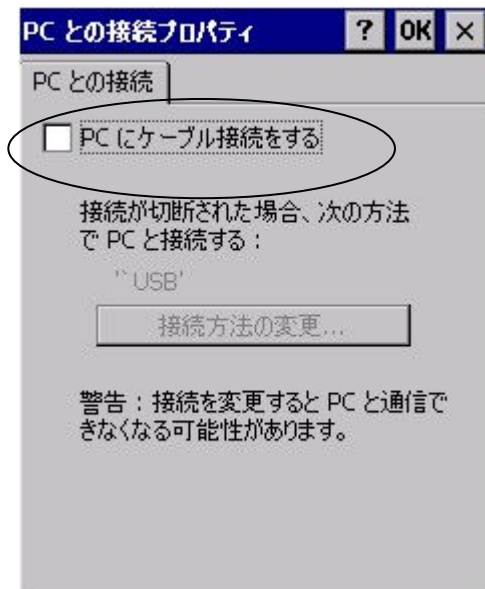 PC との接続プロパティ ? OK ×
PC との接続
PC にケーブル接続をする
接続が切断された場合、次の方法
で PC と接続する :
'`USB'
接続方法の変更...
警告 : 接続を変更すると PC と通信で
きなくなる可能性があります。